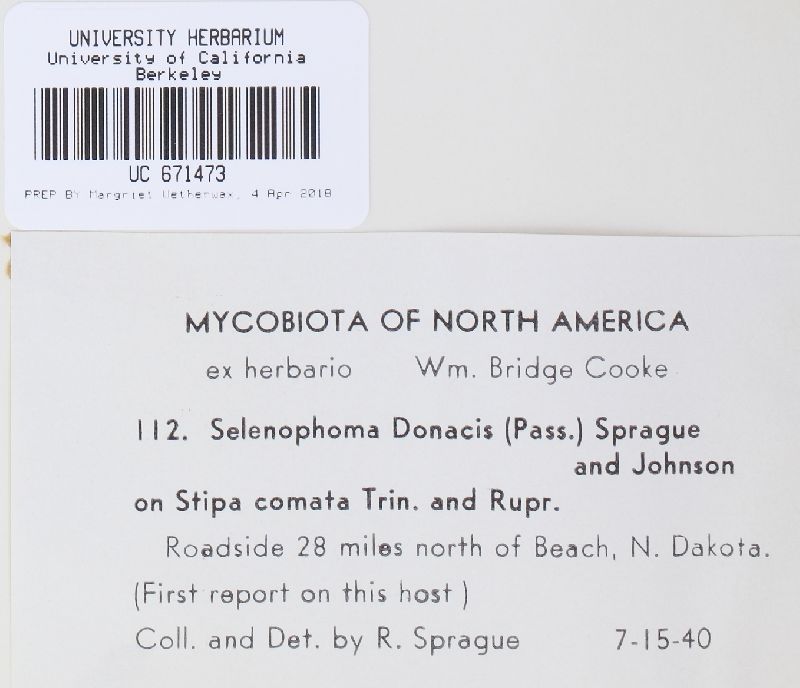 UNIVERSITY HERBARIUM
University of California
Berkeley
UC 671473
PREP BY Margriet Wetherwax, 4 Apr 2018
MYCOBIOTA OF NORTH AMERICA
ex herbario Wm. Bridge Cooke
112. Selenophoma Donacis (Pass.) Sprague
and Johnson
on Stipa comata Trin. and Rupr.
Roadside 28 miles north of Beach, N. Dakota.
(First report on this host )
Coll. and Det. by R. Sprague 7-15-40